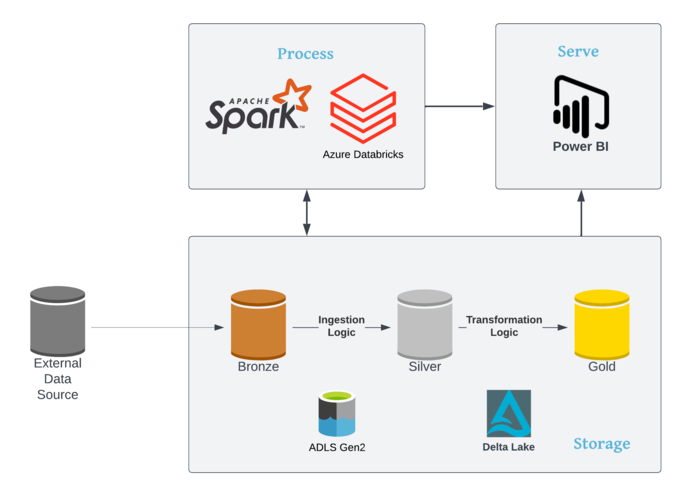 Process
Serve
APACHE
Spark™
Azure Databricks
Power BI
Ingestion
Logic
Transformation
Logic
External
Data
Source
Bronze
Silver
Gold
ADLS Gen2
Delta Lake
Storage